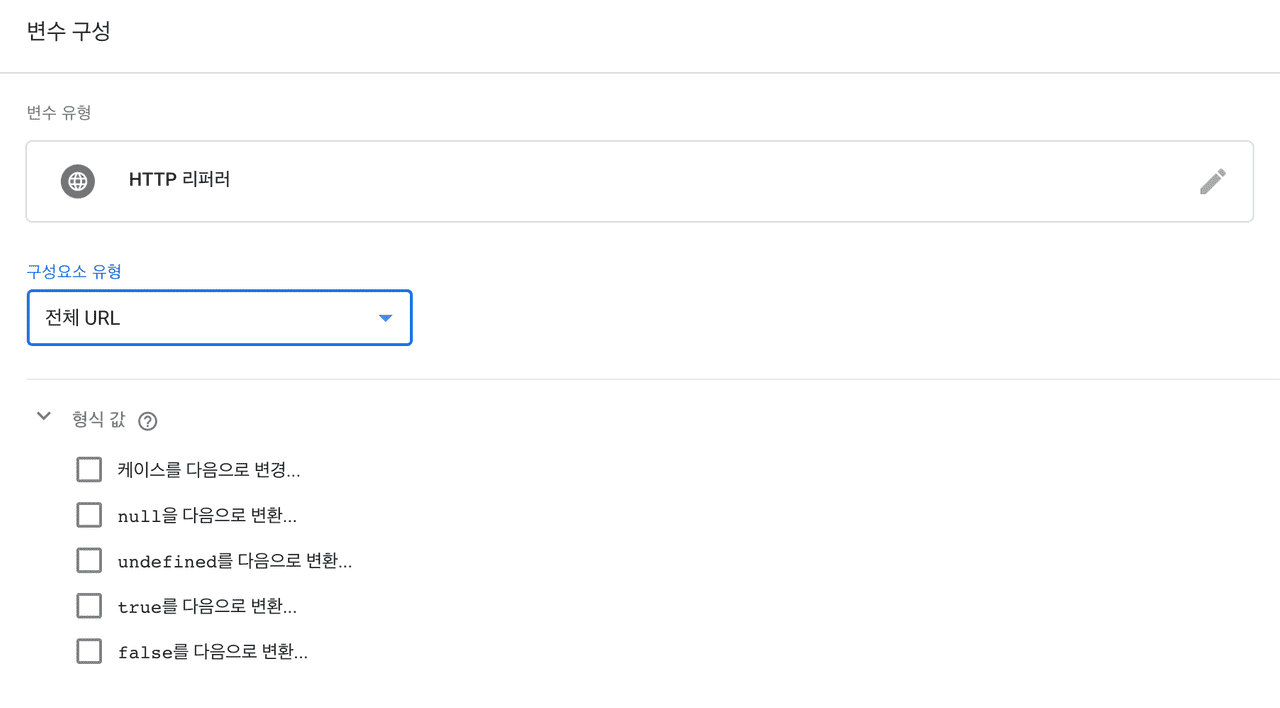 변수 구성
변수 유형
HTTP 리퍼러
구성요소 유형
전체 URL
형식 값
케이스를 다음으로 변경...
null을 다음으로 변환...
undefined를 다음으로 변환...
true를 다음으로 변환...
false를 다음으로 변환...